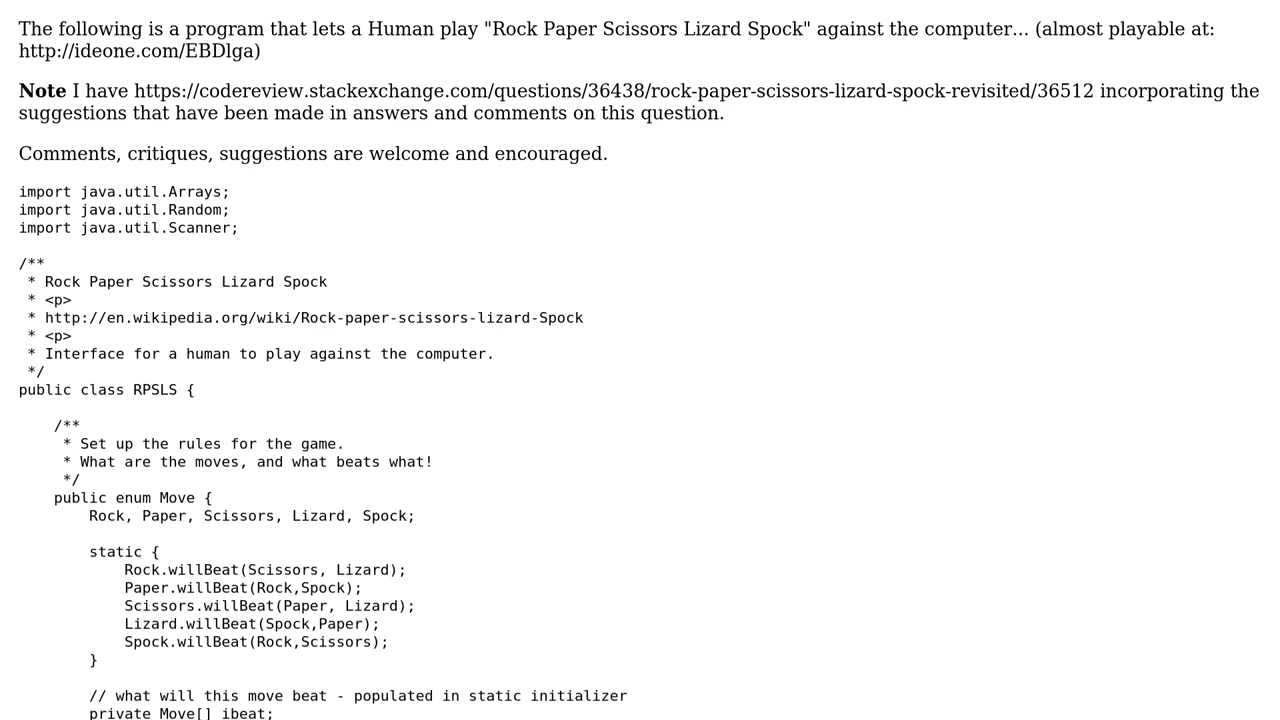 The following is a program that lets a Human play "Rock Paper Scissors Lizard Spock" against the computer... (almost playable at:
http://ideone.com/EBDlga)
Note I have https://codereview.stackexchange.com/questions/36438/rock-paper-scissors-lizard-spock-revisited/36512 incorporating the
suggestions that have been made in answers and comments on this question.
Comments, critiques, suggestions are welcome and encouraged.
import java.util.Arrays;
import java.util.Random;
import java.util.Scanner;
/**
 * Rock Paper Scissors Lizard Spock
 * <p>
 * http://en.wikipedia.org/wiki/Rock-paper-scissors-lizard-Spock
 * <p>
 * Interface for a human to play against the computer.
 */
public class RPSLS {
    /**
     * Set up the rules for the game.
     * What are the moves, and what beats what!
     */
    public enum Move {
        Rock, Paper, Scissors, Lizard, Spock;
        static {
            Rock.willBeat(Scissors, Lizard);
            Paper.willBeat(Rock,Spock);
            Scissors.willBeat(Paper, Lizard);
            Lizard.willBeat(Spock,Paper);
            Spock.willBeat(Rock,Scissors);
        }
        // what will this move beat - populated in static initializer
        private Move[] ibeat;